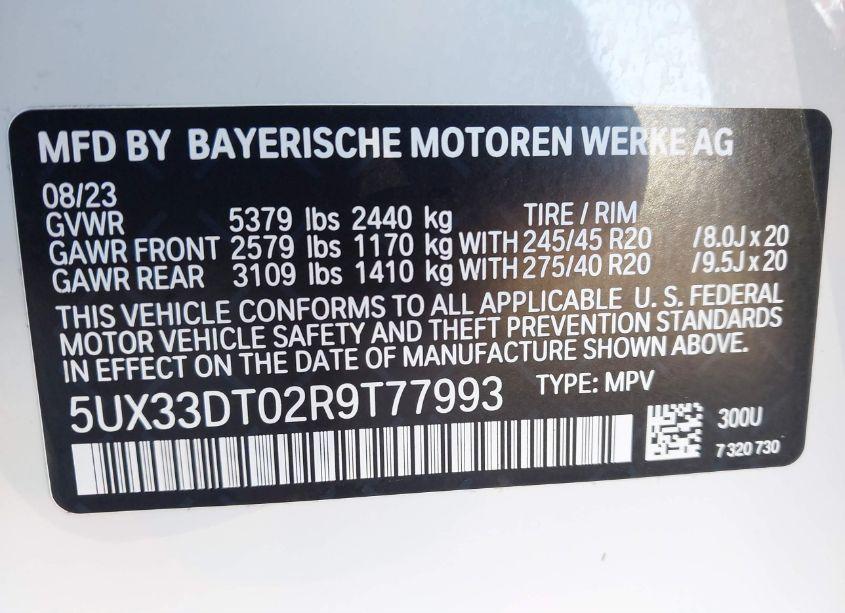 MFD BY BAYERISCHE MOTOREN WERKE AG
08/23
GVWR 5379 lbs 2440 kg TIRE / RIM
GAWR FRONT 2579 lbs 1170 kg WITH 245/45 R20 /8.0J x 20
GAWR REAR 3109 lbs 1410 kg WITH 275/40 R20 /9.5J x 20
THIS VEHICLE CONFORMS TO ALL APPLICABLE U. S. FEDERAL
MOTOR VEHICLE SAFETY AND THEFT PREVENTION STANDARDS
IN EFFECT ON THE DATE OF MANUFACTURE SHOWN ABOVE.
5UX33DT02R9T77993 TYPE: MPV
300U
7 320 730